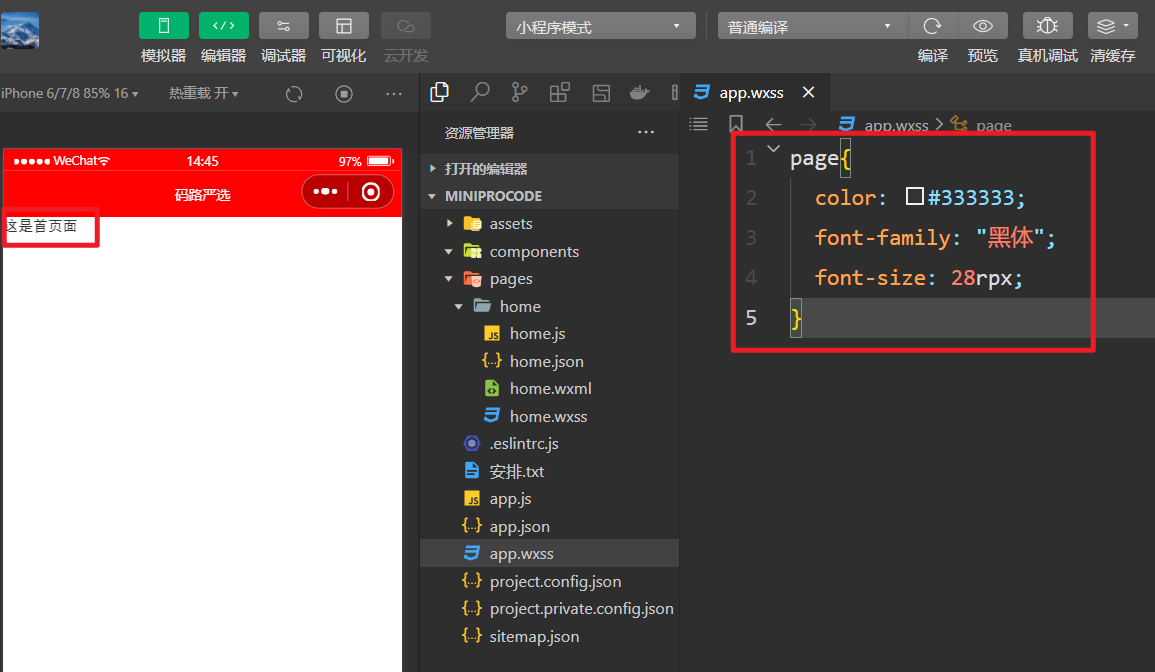 小程序模式
普通编译
模拟器
编辑器
调试器
可视化
云开发
编译
预览
真机调试
清缓存
iPhone 6/7/8 85% 16
热重载 开
WeChat
14:45
97%
码路严选
这是首页面
资源管理器
打开的编辑器
MINIPROCODE
assets
components
pages
home
home.js
home.json
home.wxml
home.wxss
.eslintrc.js
安排.txt
app.js
app.json
app.wxss
project.config.json
project.private.config.json
sitemap.json
app.wxss
app.wxss > page
1 page{
2 color: #333333;
3 font-family: "黑体";
4 font-size: 28rpx;
5 }